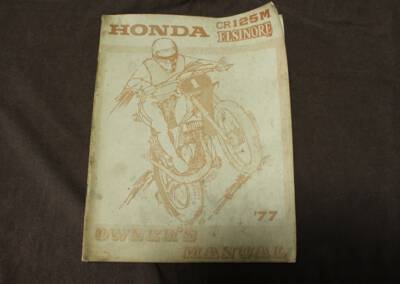 HONDA CR125M
ELSINORE
'77
OWNER'S
MANUAL